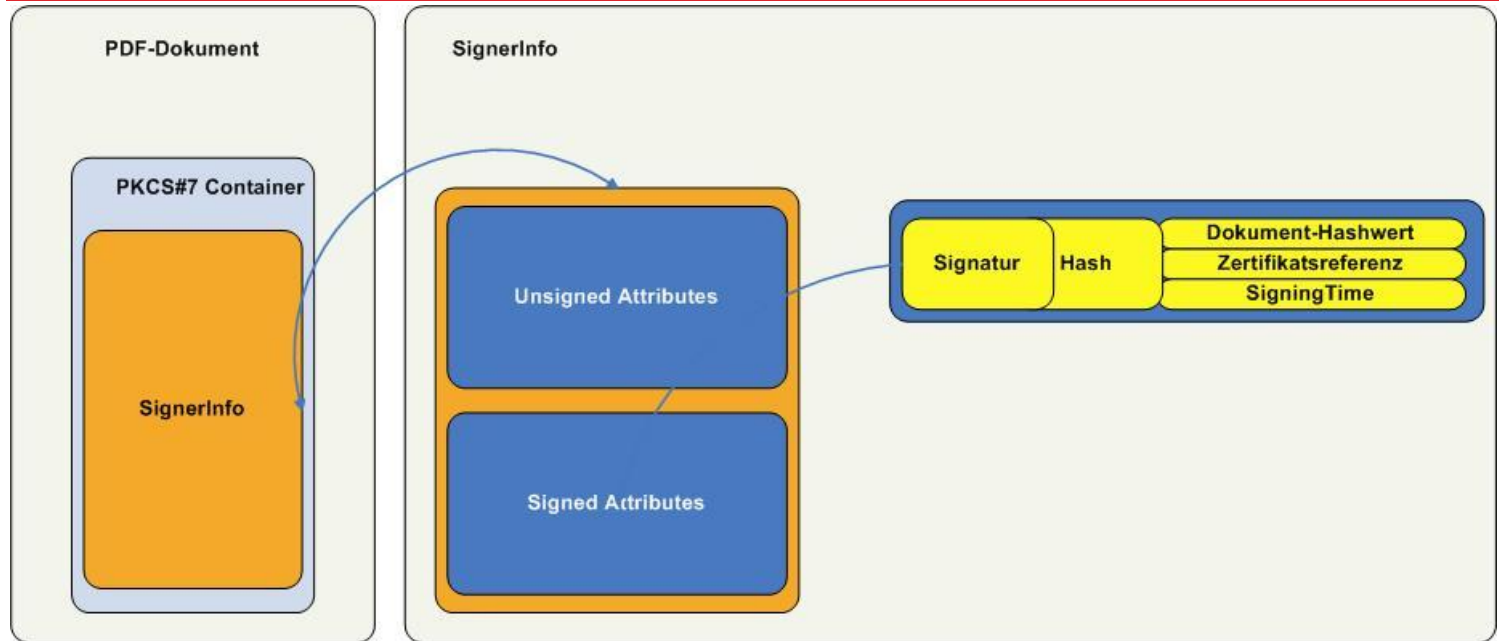 PDF-Dokument
PKCS#7 Container
SignerInfo
SignerInfo
Unsigned Attributes
Signed Attributes
Signatur
Hash
Dokument-Hashwert
Zertifikatsreferenz
SigningTime